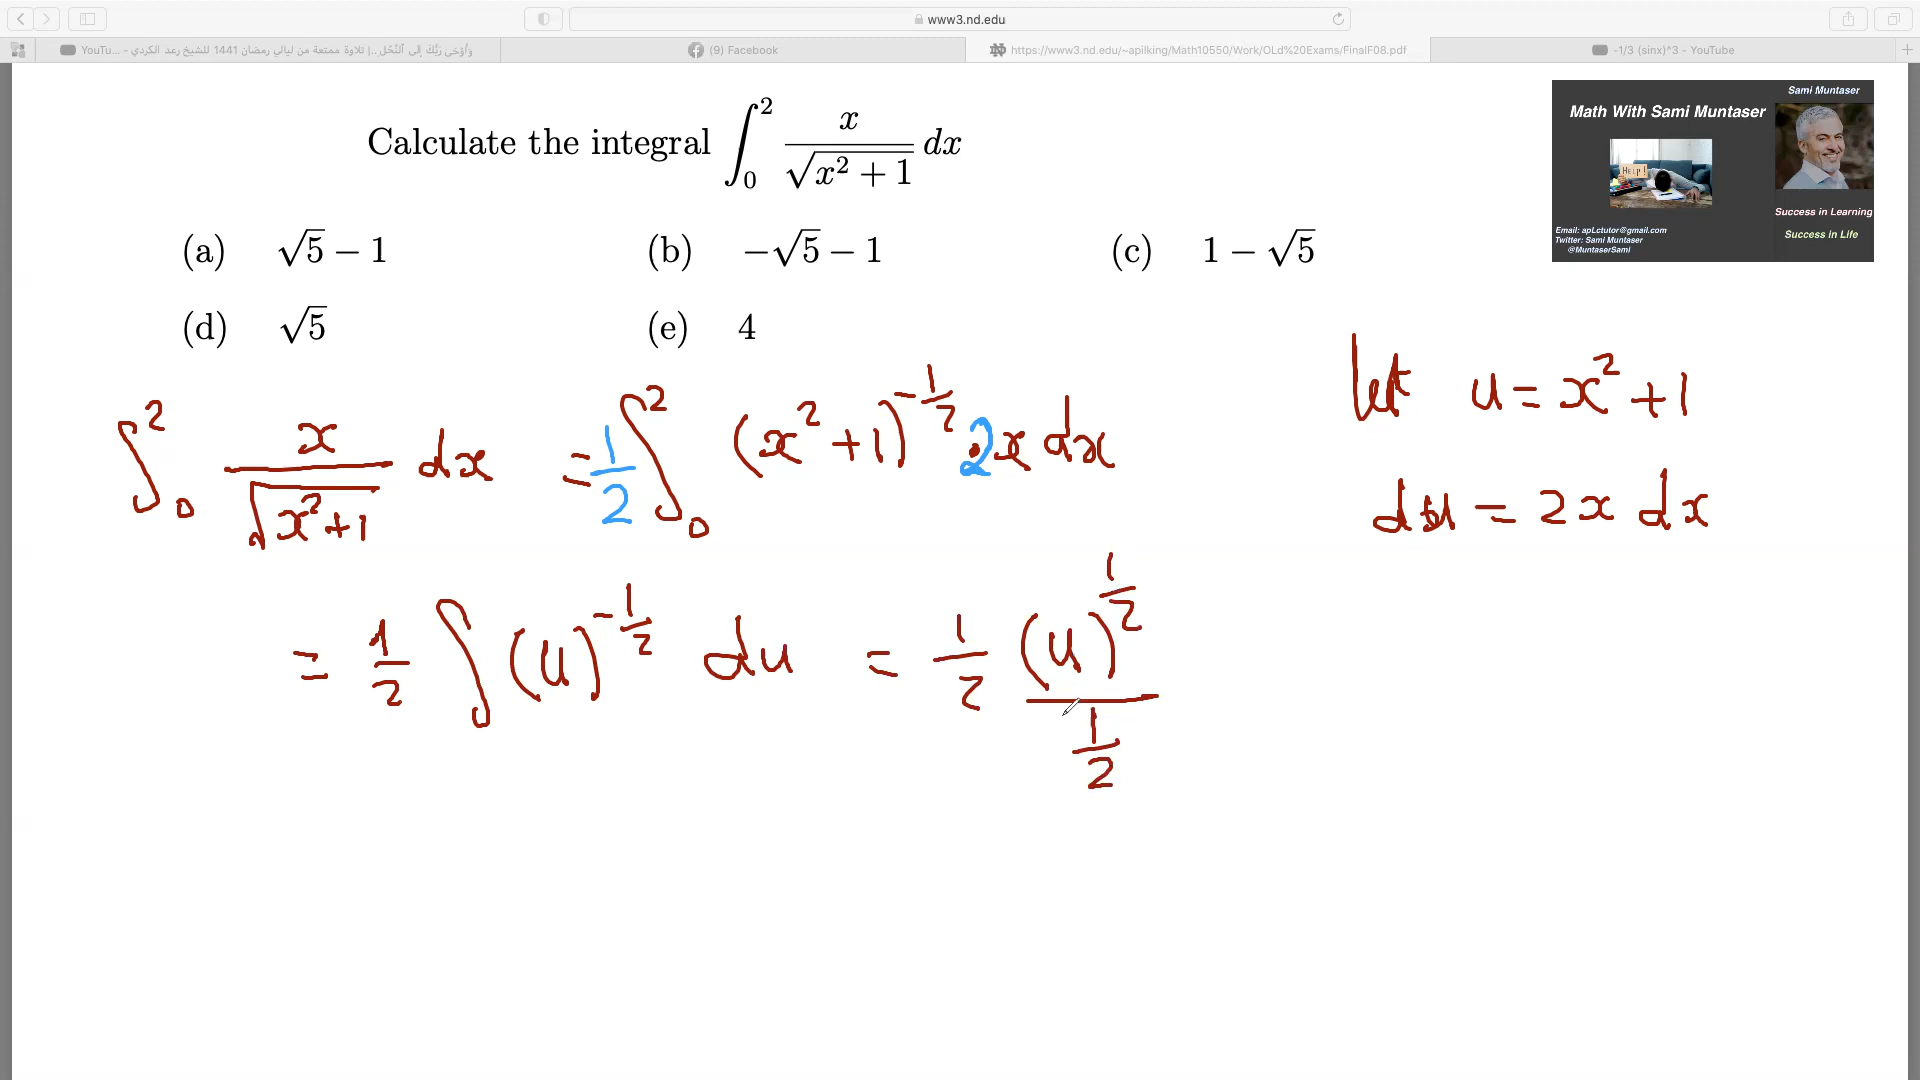 www3.nd.edu
YouTu... - وَأَوْحَى رَبُّكَ إِلَى ٱلنَّحْلِ ..| تلاوة ممتعة من ليالي رمضان 1441 للشيخ رعد الكردي
(9) Facebook
https://www3.nd.edu/~apilking/Math10550/Work/OLd%20Exams/FinalF08.pdf
-1/3 (sinx)^3 - YouTube
Calculate the integral ∫₀² x/√(x² + 1) dx
(a) √5 − 1
(b) −√5 − 1
(c) 1 − √5
(d) √5
(e) 4
Sami Muntaser
Math With Sami Muntaser
Help!
Success in Learning
Email: apLctutor@gmail.com
Twitter: Sami Muntaser
@MuntaserSami
Success in Life
let u = x² + 1
du = 2x dx
∫₀² x/√(x²+1) dx = 1/2 ∫₀² (x² + 1)^(-1/2) 2x dx
= 1/2 ∫ (u)^(-1/2) du = 1/2 (u)^(1/2) / (1/2)